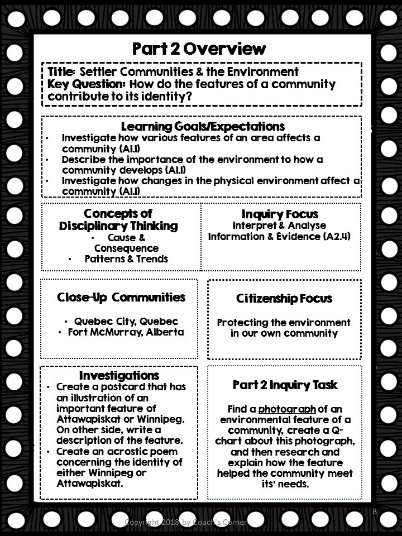 Part 2 Overview
Title: Settler Communities & the Environment
Key Question: How do the features of a community
contribute to its identity?
Learning Goals/Expectations
• Investigate how various features of an area affects a
community (A1.1)
• Describe the importance of the environment to how a
community develops (A1.1)
• Investigate how changes in the physical environment affect a
community (A1.1)
Concepts of
Disciplinary Thinking
• Cause &
Consequence
• Patterns & Trends
Inquiry Focus
Interpret & Analyse
Information & Evidence (A2.4)
Close-Up Communities
• Quebec City, Quebec
• Fort McMurray, Alberta
Citizenship Focus
Protecting the environment
in our own community
Investigations
• Create a postcard that has
an illustration of an
important feature of
Attawapiskat or Winnipeg.
On other side, write a
description of the feature.
• Create an acrostic poem
concerning the identity of
either Winnipeg or
Attawapiskat.
Part 2 Inquiry Task
Find a photograph of an
environmental feature of a
community, create a Q-
chart about this photograph,
and then research and
explain how the feature
helped the community meet
its' needs.
8
Copyright 2018 by Coach's Corner